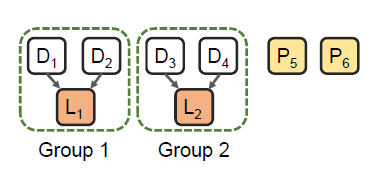 D₁ D₂ D₃ D₄ P₅ P₆
L₁ L₂
Group 1 Group 2